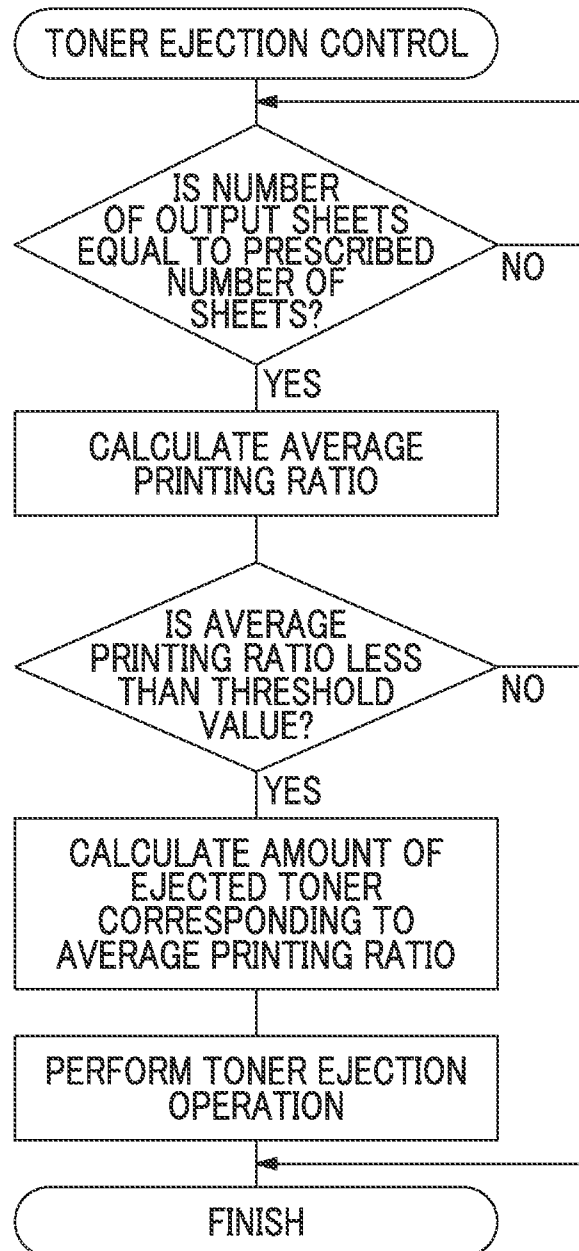 TONER EJECTION CONTROL
IS NUMBER
OF OUTPUT SHEETS
EQUAL TO PRESCRIBED
NUMBER OF
SHEETS?
NO
YES
CALCULATE AVERAGE
PRINTING RATIO
IS AVERAGE
PRINTING RATIO LESS
THAN THRESHOLD
VALUE?
NO
YES
CALCULATE AMOUNT OF
EJECTED TONER
CORRESPONDING TO
AVERAGE PRINTING RATIO
PERFORM TONER EJECTION
OPERATION
FINISH